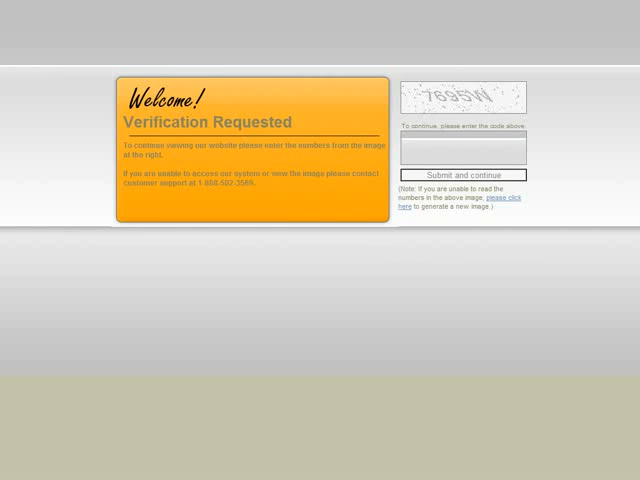 Welcome!
Verification Requested
To continue viewing our website please enter the numbers from the image
at the right.
If you are unable to access our system or view the image please contact
customer support at 1-888-502-3569.
7695W
To continue, please enter the code above:
Submit and continue
(Note: If you are unable to read the
numbers in the above image, please click
here to generate a new image.)